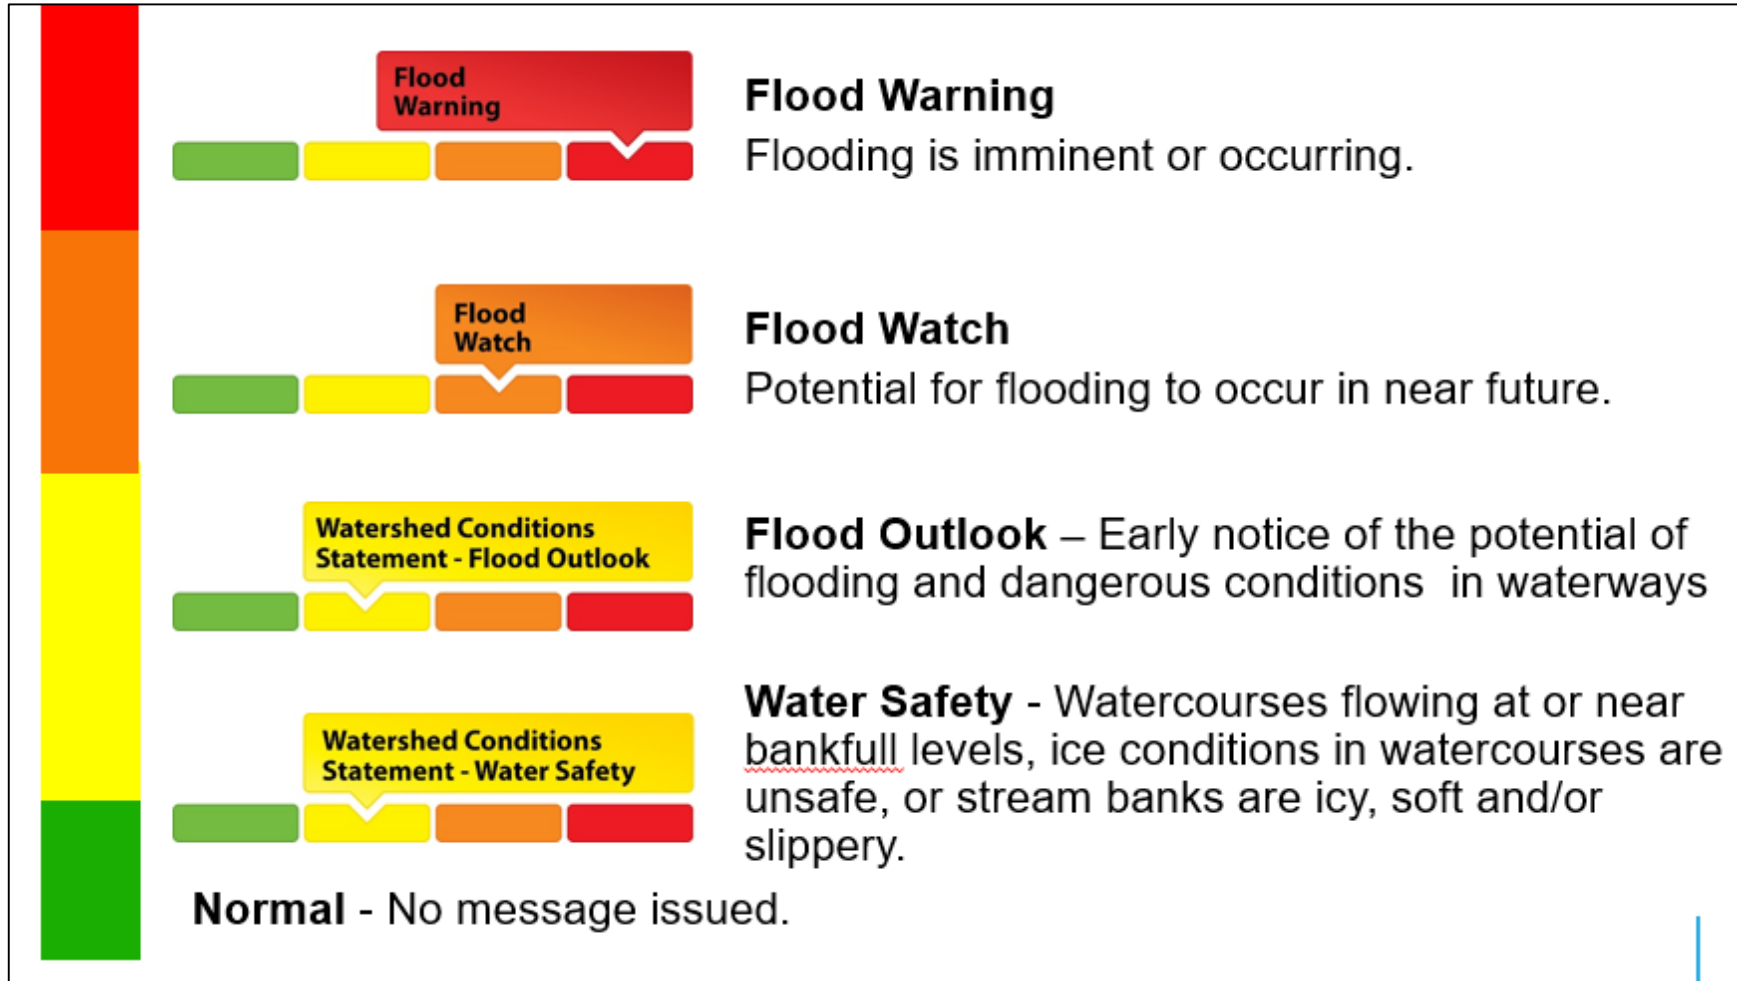 Flood
Warning
Flood Warning
Flooding is imminent or occurring.
Flood
Watch
Flood Watch
Potential for flooding to occur in near future.
Watershed Conditions
Statement - Flood Outlook
Flood Outlook – Early notice of the potential of
flooding and dangerous conditions  in waterways
Watershed Conditions
Statement - Water Safety
Water Safety - Watercourses flowing at or near
bankfull levels, ice conditions in watercourses are
unsafe, or stream banks are icy, soft and/or
slippery.
Normal - No message issued.